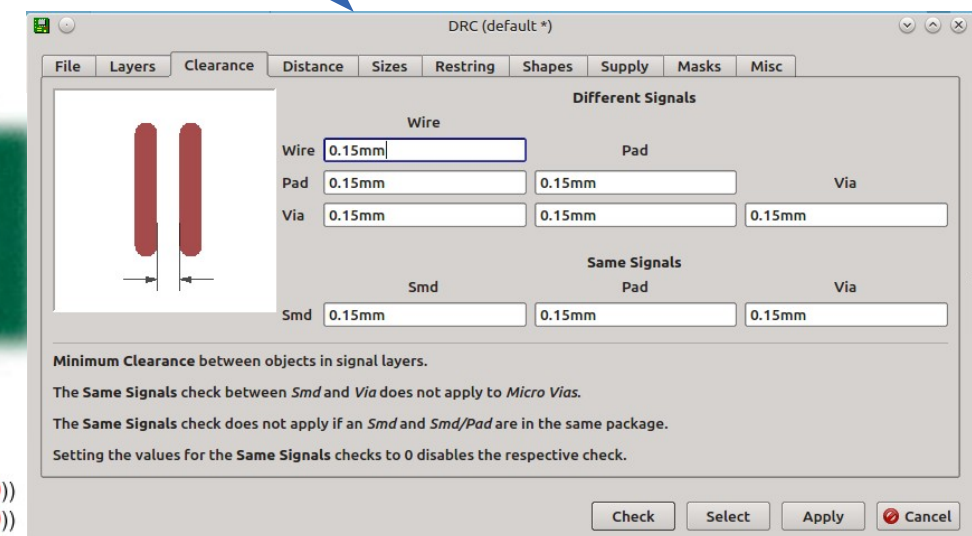 DRC (default *)
File Layers Clearance Distance Sizes Restring Shapes Supply Masks Misc
Different Signals
Wire
Wire 0.15mm Pad
Pad 0.15mm 0.15mm Via
Via 0.15mm 0.15mm 0.15mm
Same Signals
Smd Pad Via
Smd 0.15mm 0.15mm 0.15mm
Minimum Clearance between objects in signal layers.
The Same Signals check between Smd and Via does not apply to Micro Vias.
The Same Signals check does not apply if an Smd and Smd/Pad are in the same package.
Setting the values for the Same Signals checks to 0 disables the respective check.
))
))
Check Select Apply Cancel